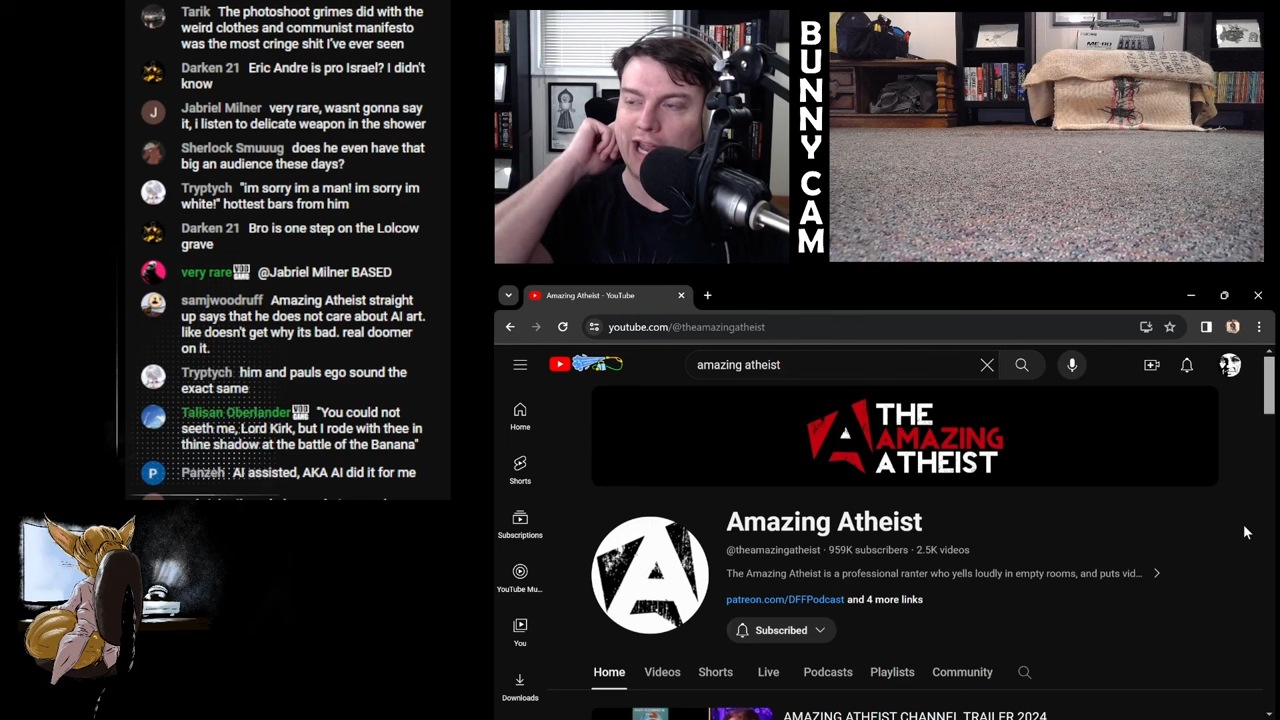 Tarik The photoshoot grimes did with the
weird clothes and communist manifesto
was the most cringe shit I've ever seen
Darken 21 Eric Andre is pro Israel? I didn't
know
Jabriel Milner very rare, wasnt gonna say
it, i listen to delicate weapon in the shower
Sherlock Smuuug does he even have that
big an audience these days?
Tryptych "im sorry im a man! im sorry im
white!" hottest bars from him
Darken 21 Bro is one step on the Lolcow
grave
very rare @Jabriel Milner BASED
samjwoodruff Amazing Atheist straight
up says that he does not care about AI art.
like doesn't get why its bad. real doomer
on it.
Tryptych him and pauls ego sound the
exact same
Talisan Oberlander "You could not
seeth me, Lord Kirk, but I rode with thee in
thine shadow at the battle of the Banana"
P Panzeh AI assisted, AKA AI did it for me
BUNNY CAM
Amazing Atheist - YouTube
youtube.com/@theamazingatheist
amazing atheist
Home
Shorts
Subscriptions
YouTube Mu...
You
Downloads
THE
AMAZING
ATHEIST
Amazing Atheist
@theamazingatheist · 959K subscribers · 2.5K videos
The Amazing Atheist is a professional ranter who yells loudly in empty rooms, and puts vid...
patreon.com/DFFPodcast and 4 more links
Subscribed
Home Videos Shorts Live Podcasts Playlists Community
AMAZING ATHEIST CHANNEL TRAILER 2024